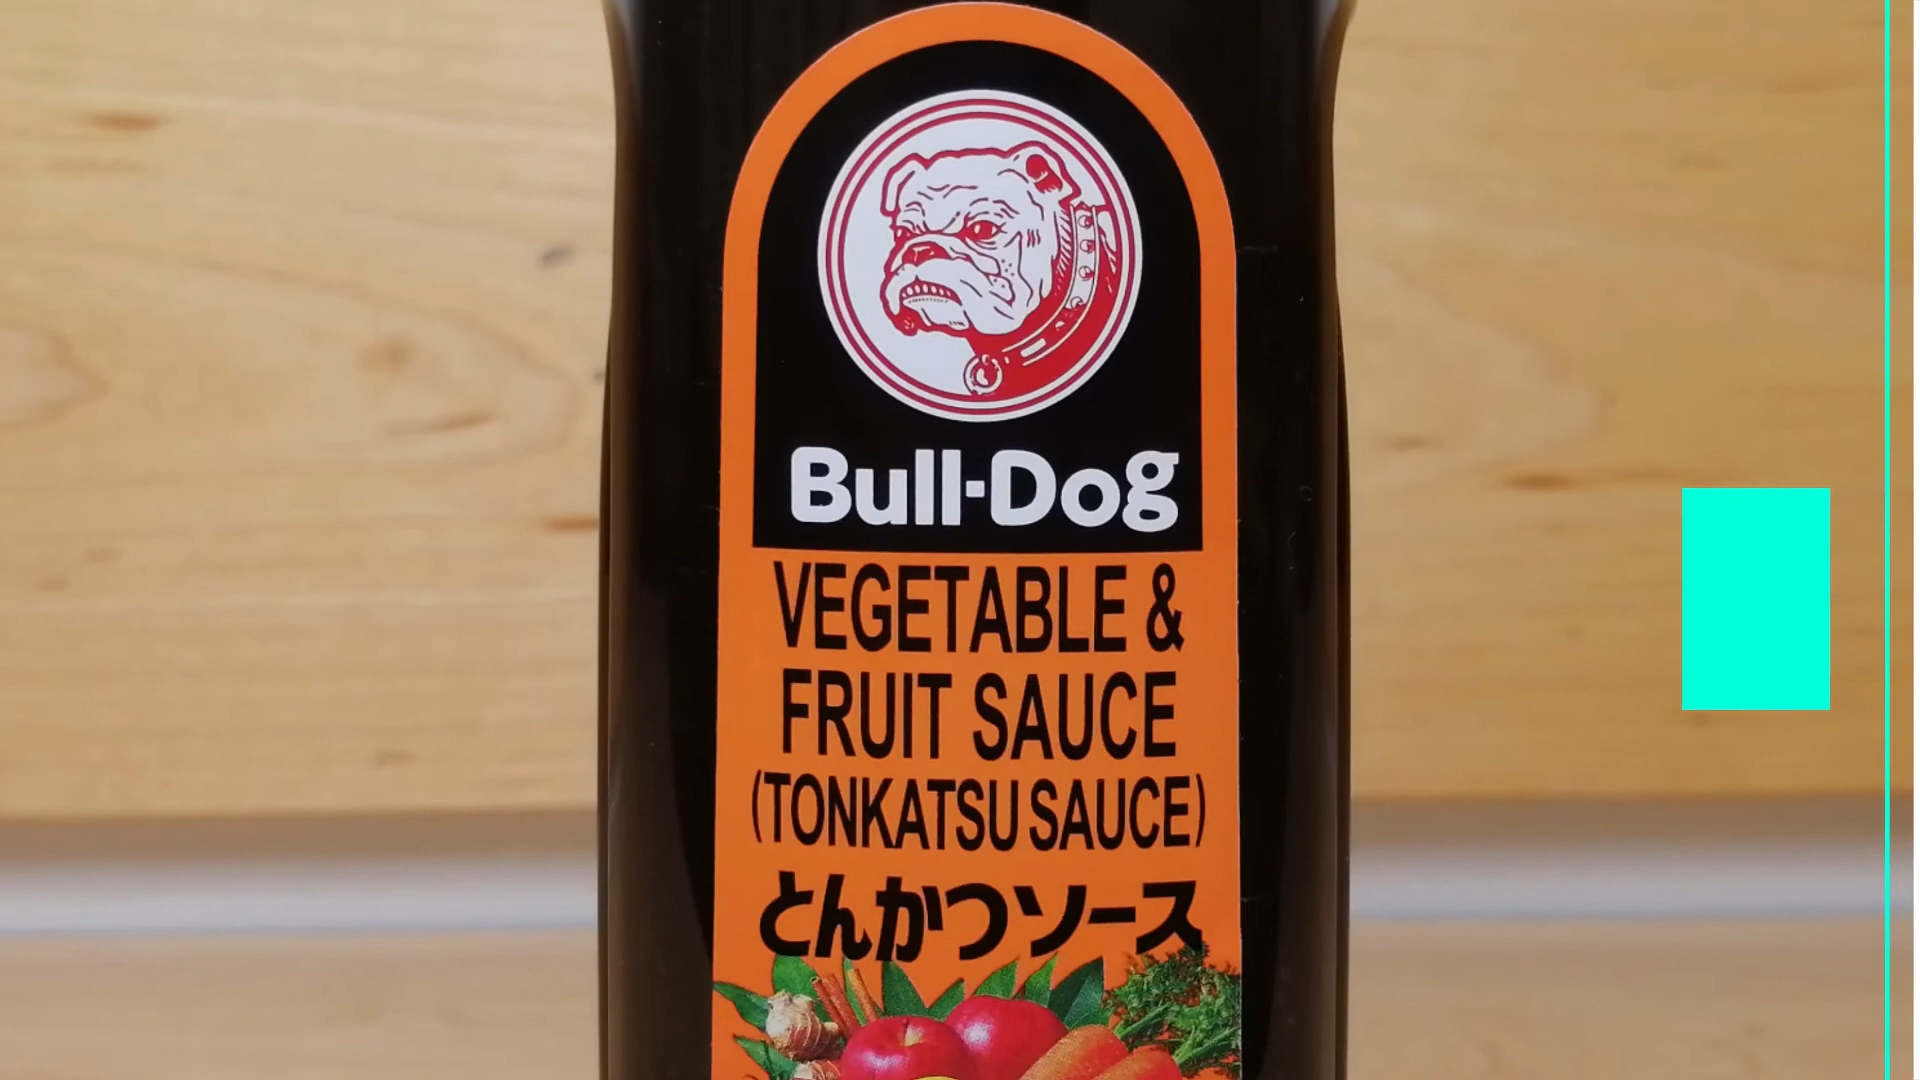 Bull-Dog
VEGETABLE &
FRUIT SAUCE
(TONKATSU SAUCE)
とんかつソース